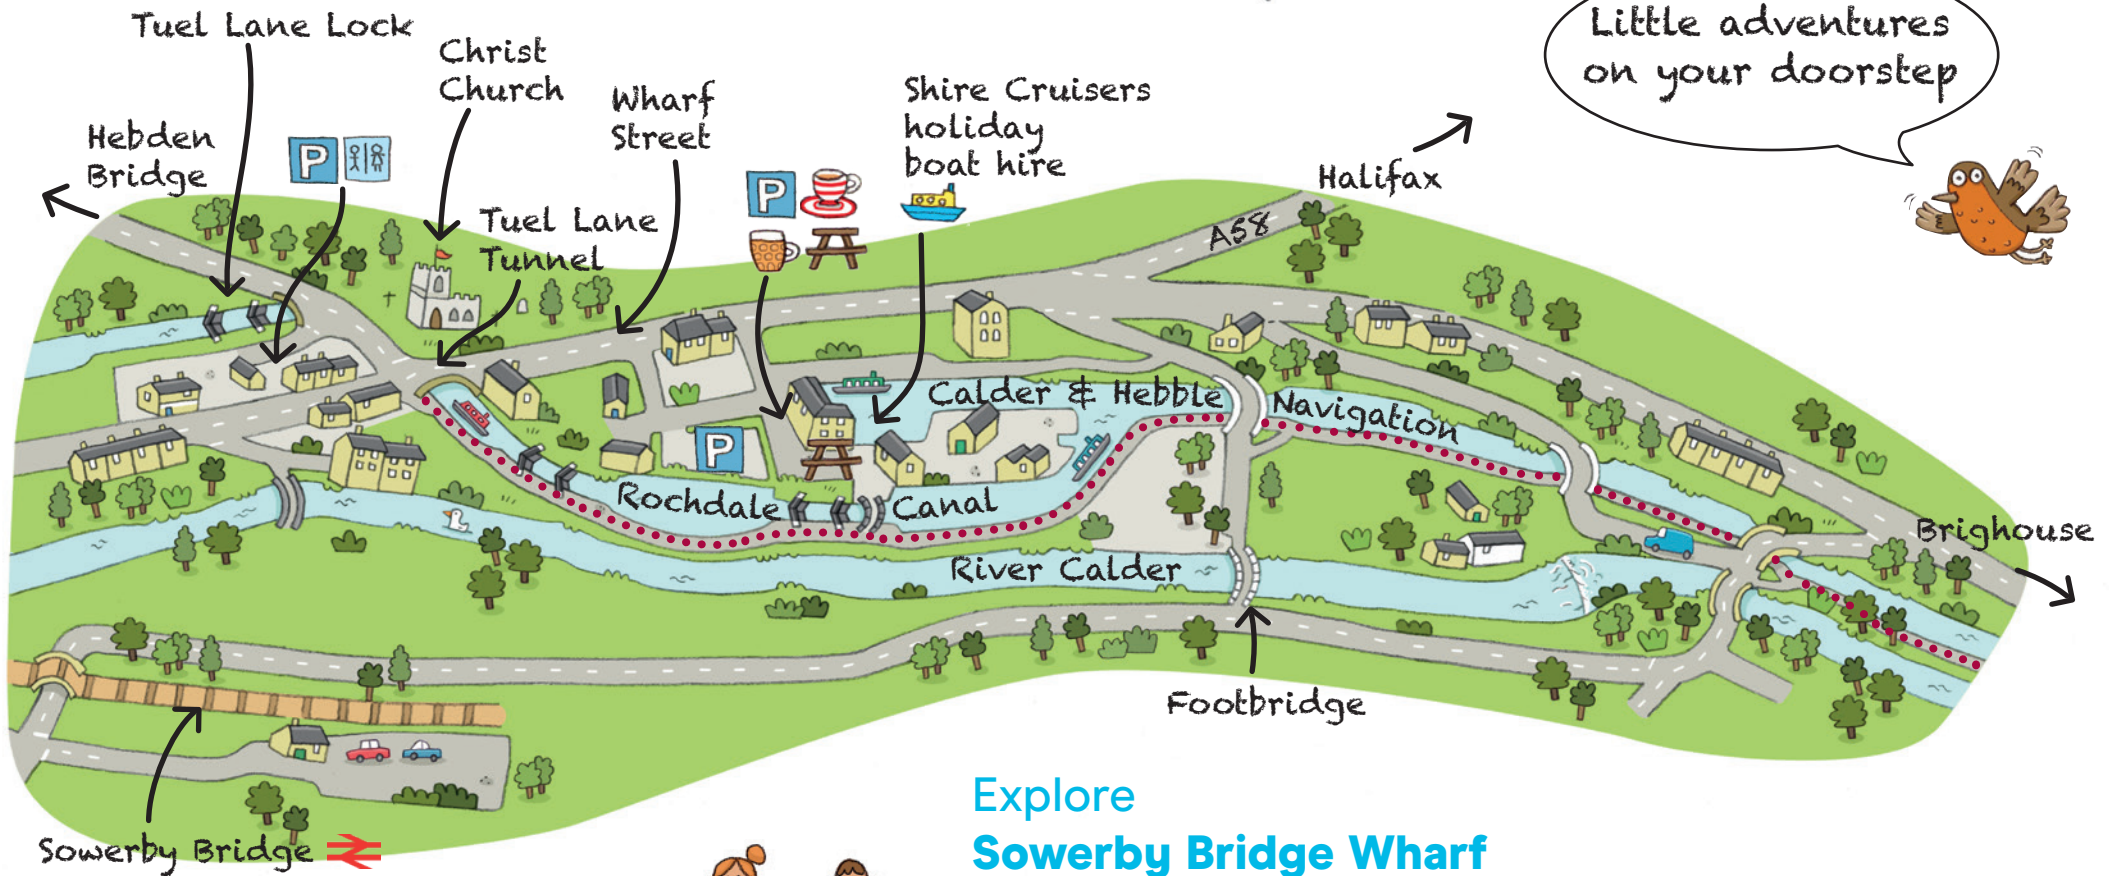 Little adventures
on your doorstep
Tuel Lane Lock
Christ
Church
Wharf
Street
Shire Cruisers
holiday
boat hire
Hebden
Bridge
P
P
Halifax
Tuel Lane
Tunnel
A58
Calder & Hebble
Navigation
P
Rochdale
Canal
River Calder
Brighouse
Footbridge
Sowerby Bridge
Explore
Sowerby Bridge Wharf